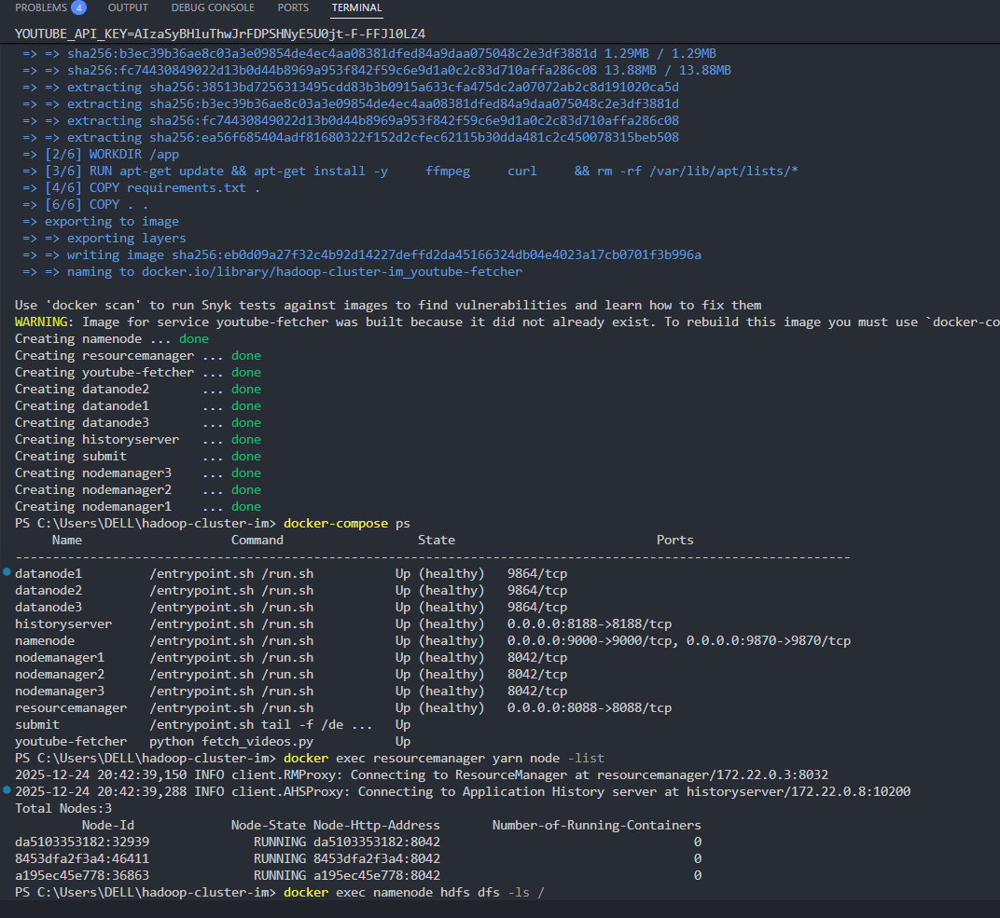 PROBLEMS 4 OUTPUT DEBUG CONSOLE PORTS TERMINAL
YOUTUBE_API_KEY=AIzaSyBHluThwJrFDPSHNyE5U0jt-F-FFJl0LZ4
=> => sha256:b3ec39b36ae8c03a3e09854de4ec4aa08381dfed84a9daa075048c2e3df3881d 1.29MB / 1.29MB
=> => sha256:fc74430849022d13b0d44b8969a953f842f59c6e9d1a0c2c83d710affa286c08 13.88MB / 13.88MB
=> => extracting sha256:38513bd7256313495cdd83b3b0915a633cfa475dc2a07072ab2c8d191020ca5d
=> => extracting sha256:b3ec39b36ae8c03a3e09854de4ec4aa08381dfed84a9daa075048c2e3df3881d
=> => extracting sha256:fc74430849022d13b0d44b8969a953f842f59c6e9d1a0c2c83d710affa286c08
=> => extracting sha256:ea56f685404adf81680322f152d2cfec62115b30dda481c2c450078315beb508
=> [2/6] WORKDIR /app
=> [3/6] RUN apt-get update && apt-get install -y     ffmpeg     curl     && rm -rf /var/lib/apt/lists/*
=> [4/6] COPY requirements.txt .
=> [6/6] COPY . .
=> exporting to image
=> => exporting layers
=> => writing image sha256:eb0d09a27f32c4b92d14227deffd2da45166324db04e4023a17cb0701f3b996a
=> => naming to docker.io/library/hadoop-cluster-im_youtube-fetcher
Use 'docker scan' to run Snyk tests against images to find vulnerabilities and learn how to fix them
WARNING: Image for service youtube-fetcher was built because it did not already exist. To rebuild this image you must use `docker-co
Creating namenode ... done
Creating resourcemanager ... done
Creating youtube-fetcher ... done
Creating datanode2       ... done
Creating datanode1       ... done
Creating datanode3       ... done
Creating historyserver   ... done
Creating submit          ... done
Creating nodemanager3    ... done
Creating nodemanager2    ... done
Creating nodemanager1    ... done
PS C:\Users\DELL\hadoop-cluster-im> docker-compose ps
Name                    Command                  State                           Ports
----------------------------------------------------------------------------------------------------------------
datanode1         /entrypoint.sh /run.sh           Up (healthy)   9864/tcp
datanode2         /entrypoint.sh /run.sh           Up (healthy)   9864/tcp
datanode3         /entrypoint.sh /run.sh           Up (healthy)   9864/tcp
historyserver     /entrypoint.sh /run.sh           Up (healthy)   0.0.0.0:8188->8188/tcp
namenode          /entrypoint.sh /run.sh           Up (healthy)   0.0.0.0:9000->9000/tcp, 0.0.0.0:9870->9870/tcp
nodemanager1      /entrypoint.sh /run.sh           Up (healthy)   8042/tcp
nodemanager2      /entrypoint.sh /run.sh           Up (healthy)   8042/tcp
nodemanager3      /entrypoint.sh /run.sh           Up (healthy)   8042/tcp
resourcemanager   /entrypoint.sh /run.sh           Up (healthy)   0.0.0.0:8088->8088/tcp
submit            /entrypoint.sh tail -f /de ...   Up
youtube-fetcher   python fetch_videos.py           Up
PS C:\Users\DELL\hadoop-cluster-im> docker exec resourcemanager yarn node -list
2025-12-24 20:42:39,150 INFO client.RMProxy: Connecting to ResourceManager at resourcemanager/172.22.0.3:8032
2025-12-24 20:42:39,288 INFO client.AHSProxy: Connecting to Application History server at historyserver/172.22.0.8:10200
Total Nodes:3
Node-Id             Node-State Node-Http-Address       Number-of-Running-Containers
da5103353182:32939              RUNNING da5103353182:8042                                  0
8453dfa2f3a4:46411              RUNNING 8453dfa2f3a4:8042                                  0
a195ec45e778:36863              RUNNING a195ec45e778:8042                                  0
PS C:\Users\DELL\hadoop-cluster-im> docker exec namenode hdfs dfs -ls /